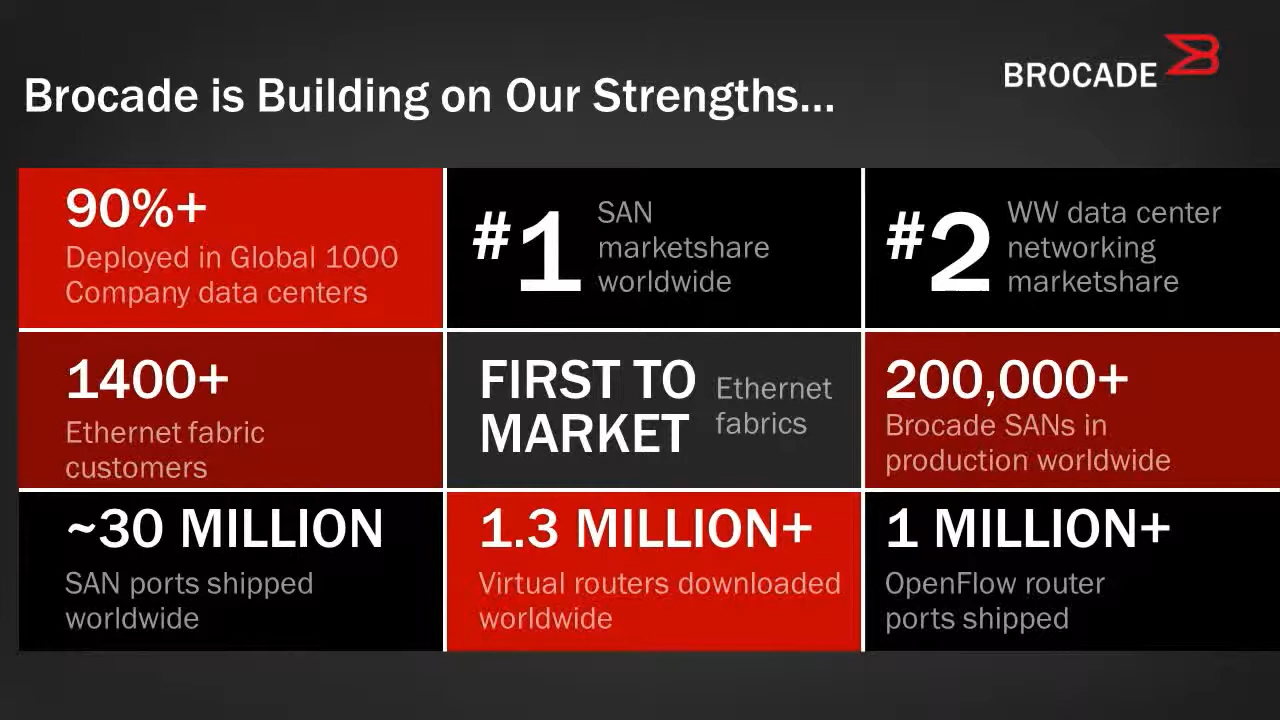 BROCADE
Brocade is Building on Our Strengths...
90%+
Deployed in Global 1000
Company data centers
#1
SAN
marketshare
worldwide
#2
WW data center
networking
marketshare
1400+
Ethernet fabric
customers
FIRST TO
MARKET
Ethernet
fabrics
200,000+
Brocade SANs in
production worldwide
~30 MILLION
SAN ports shipped
worldwide
1.3 MILLION+
Virtual routers downloaded
worldwide
1 MILLION+
OpenFlow router
ports shipped